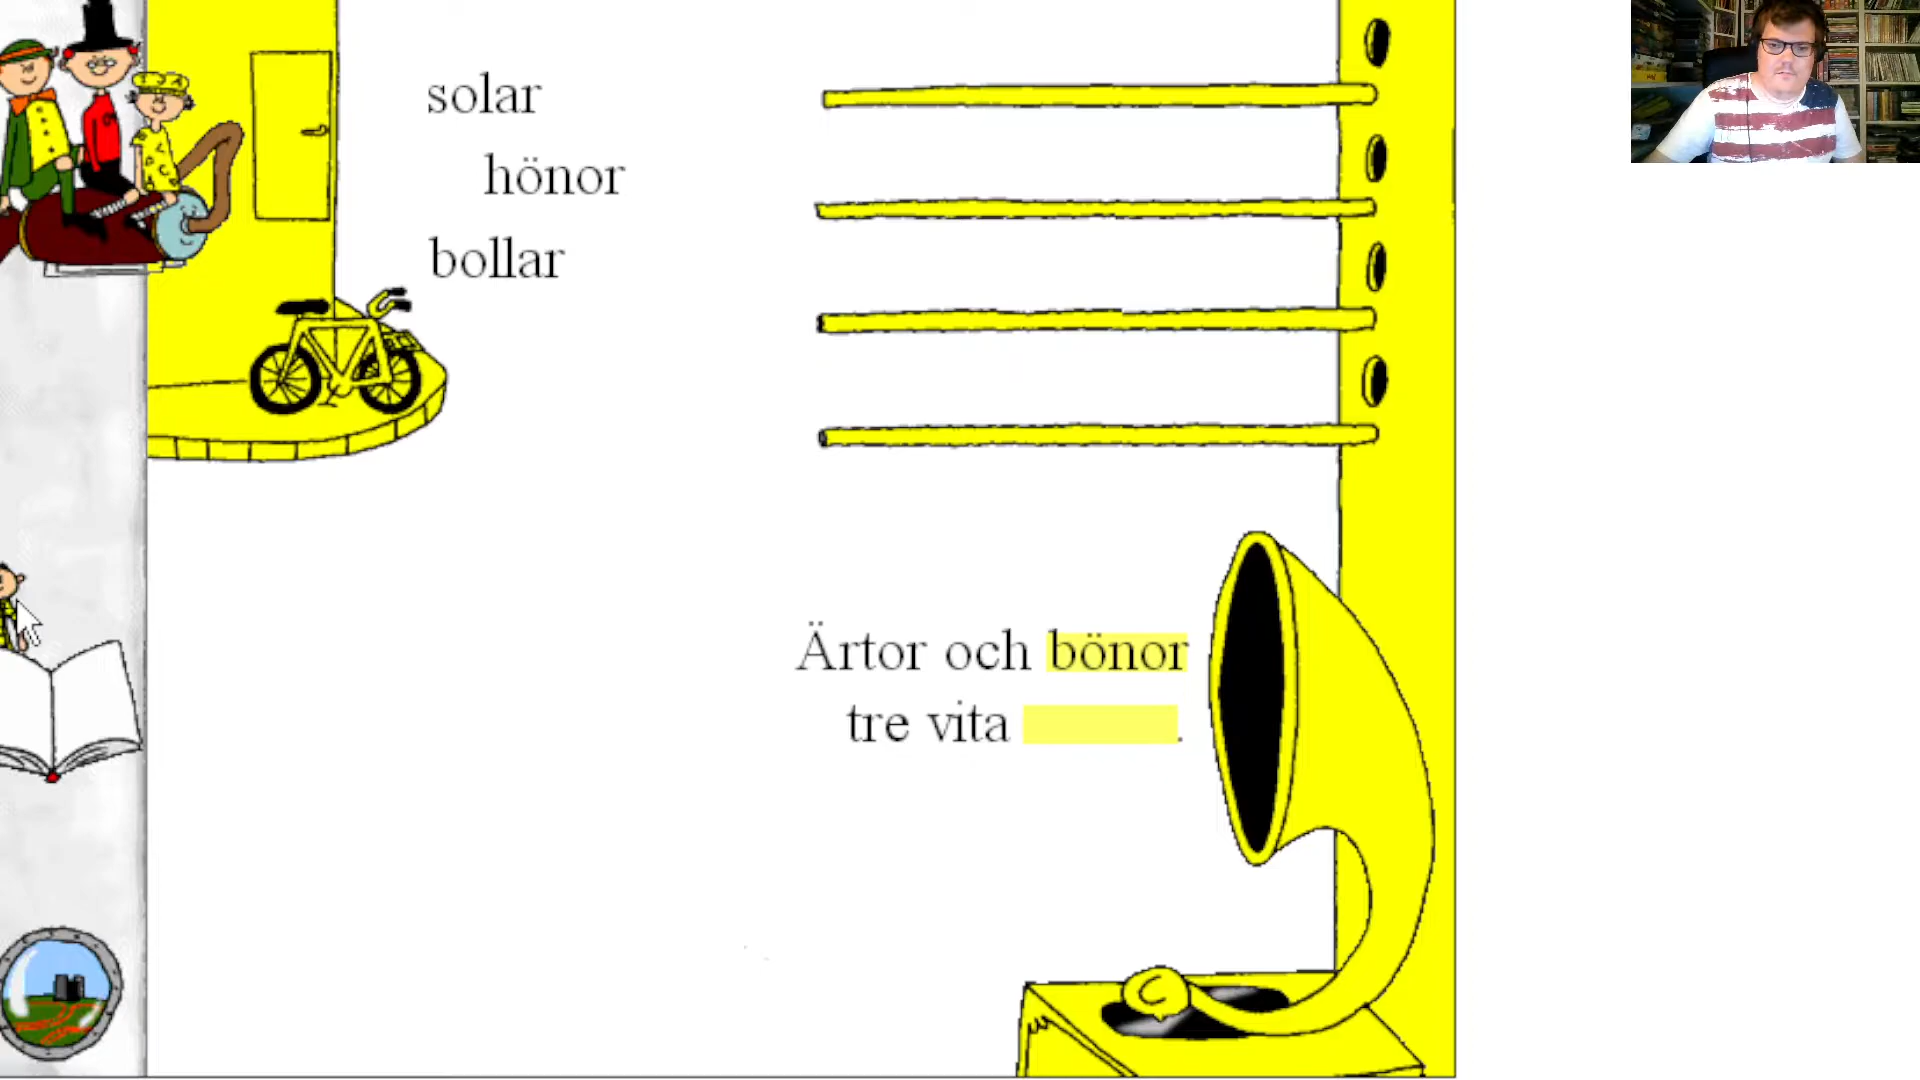 solar
hönor
bollar
Ärtor och bönor
tre vita .